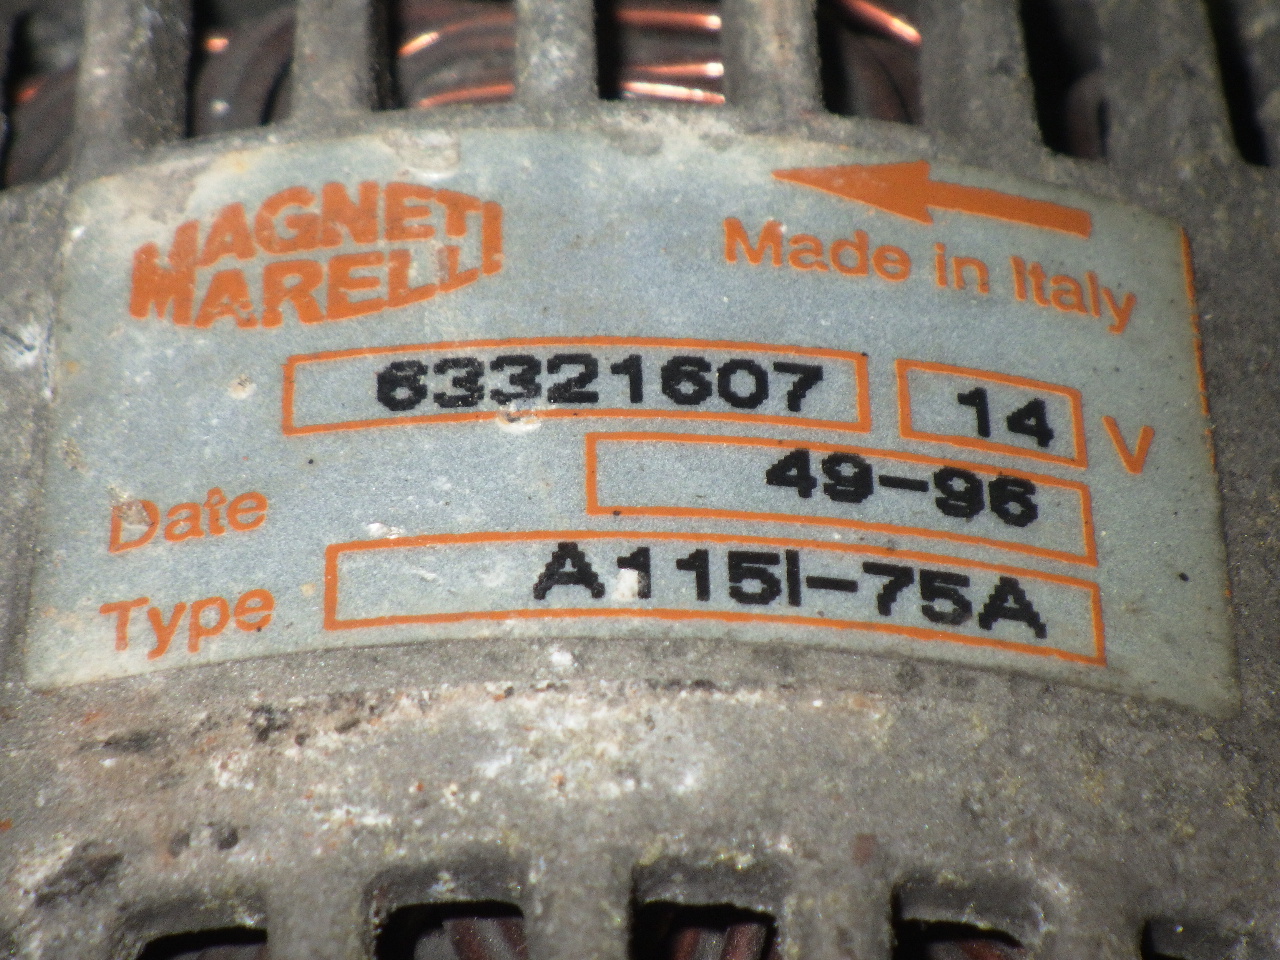 MAGNETI
MARELLI
Made in Italy
63321607 14 V
Date 49-96
Type A115I-75A